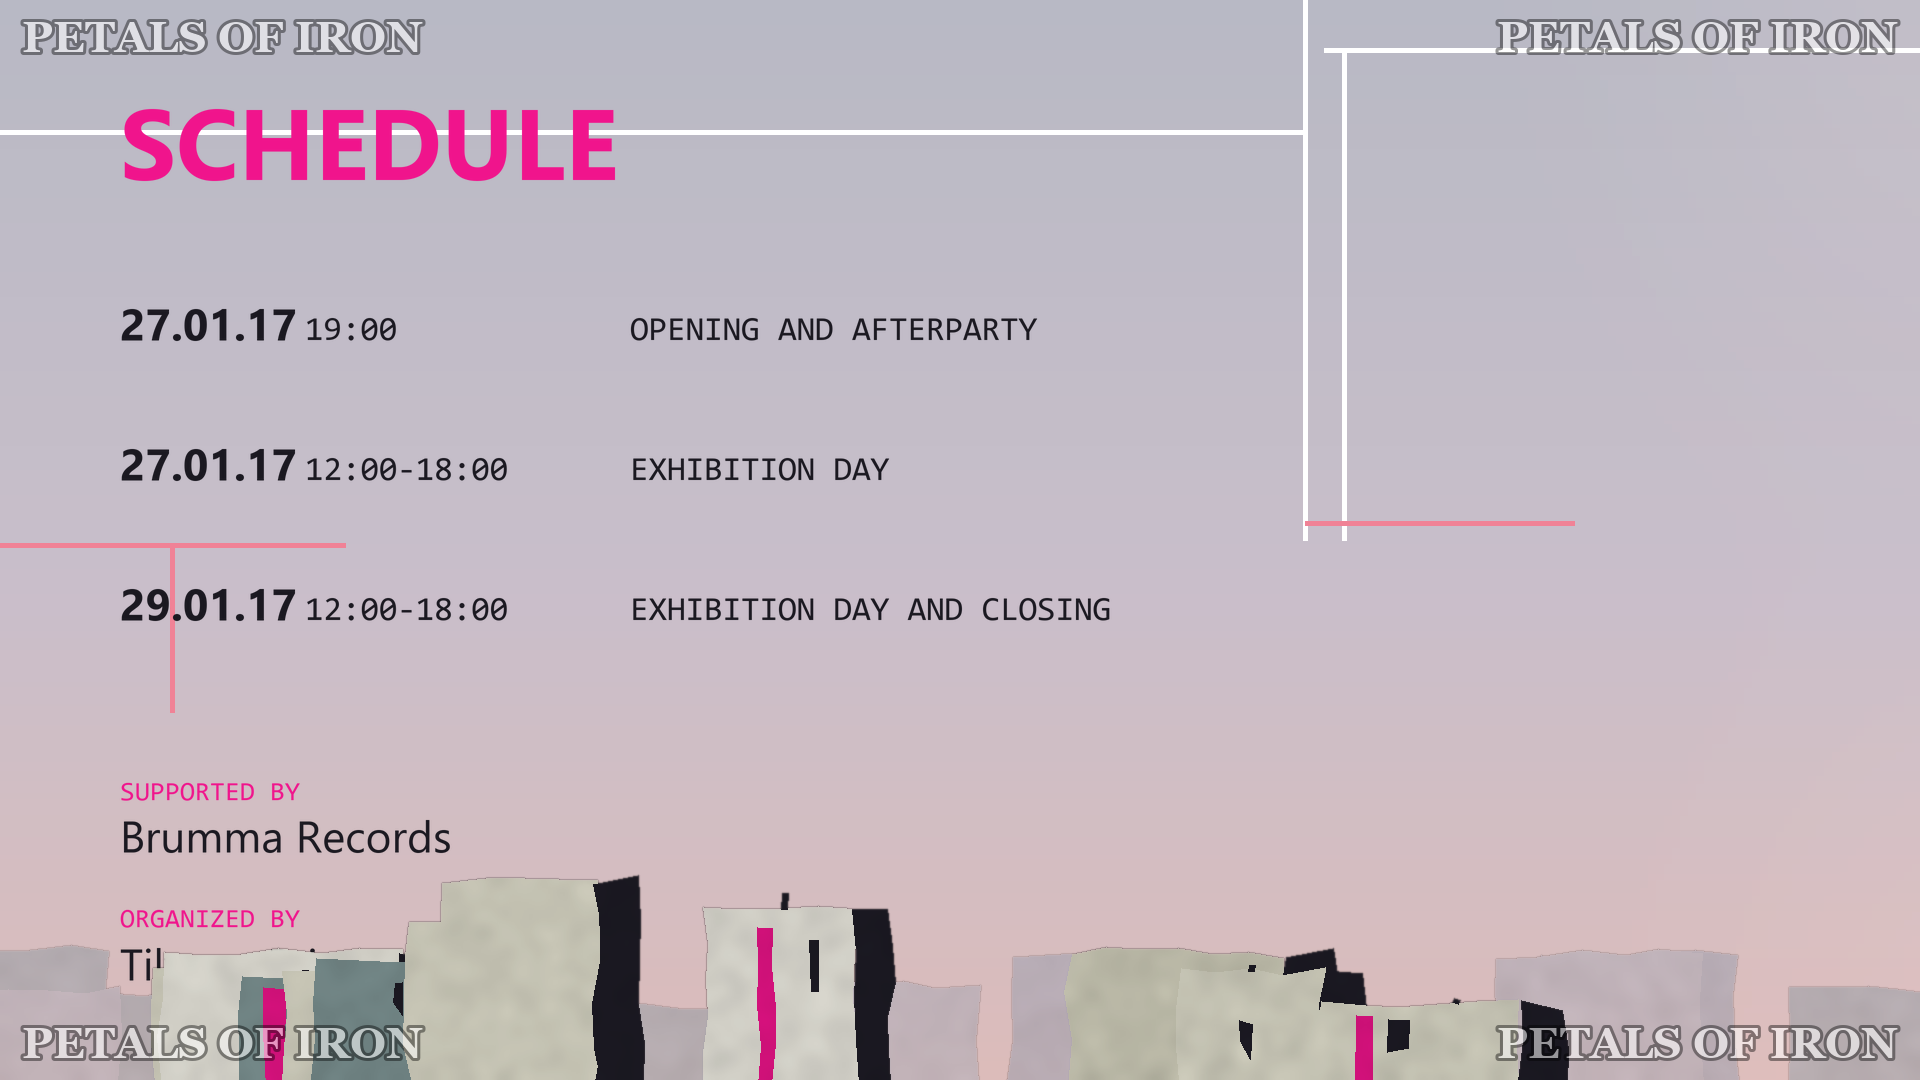 PETALS OF IRON
PETALS OF IRON
SCHEDULE
27.01.17 19:00 OPENING AND AFTERPARTY
27.01.17 12:00-18:00 EXHIBITION DAY
29.01.17 12:00-18:00 EXHIBITION DAY AND CLOSING
SUPPORTED BY
Brumma Records
ORGANIZED BY
PETALS OF IRON
PETALS OF IRON